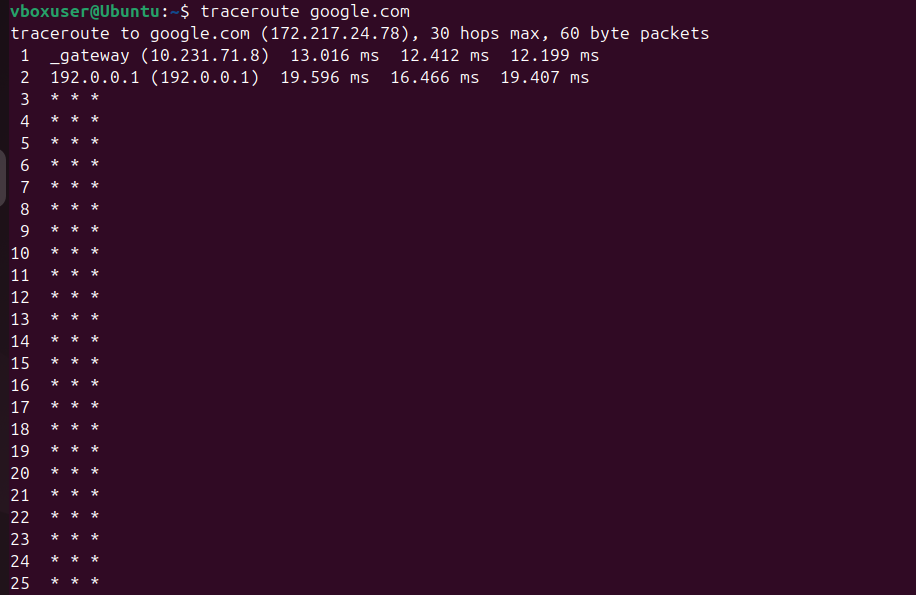 vboxuser@Ubuntu:~$ traceroute google.com
traceroute to google.com (172.217.24.78), 30 hops max, 60 byte packets
 1  _gateway (10.231.71.8)  13.016 ms  12.412 ms  12.199 ms
 2  192.0.0.1 (192.0.0.1)  19.596 ms  16.466 ms  19.407 ms
 3  * * *
 4  * * *
 5  * * *
 6  * * *
 7  * * *
 8  * * *
 9  * * *
10  * * *
11  * * *
12  * * *
13  * * *
14  * * *
15  * * *
16  * * *
17  * * *
18  * * *
19  * * *
20  * * *
21  * * *
22  * * *
23  * * *
24  * * *
25  * * *